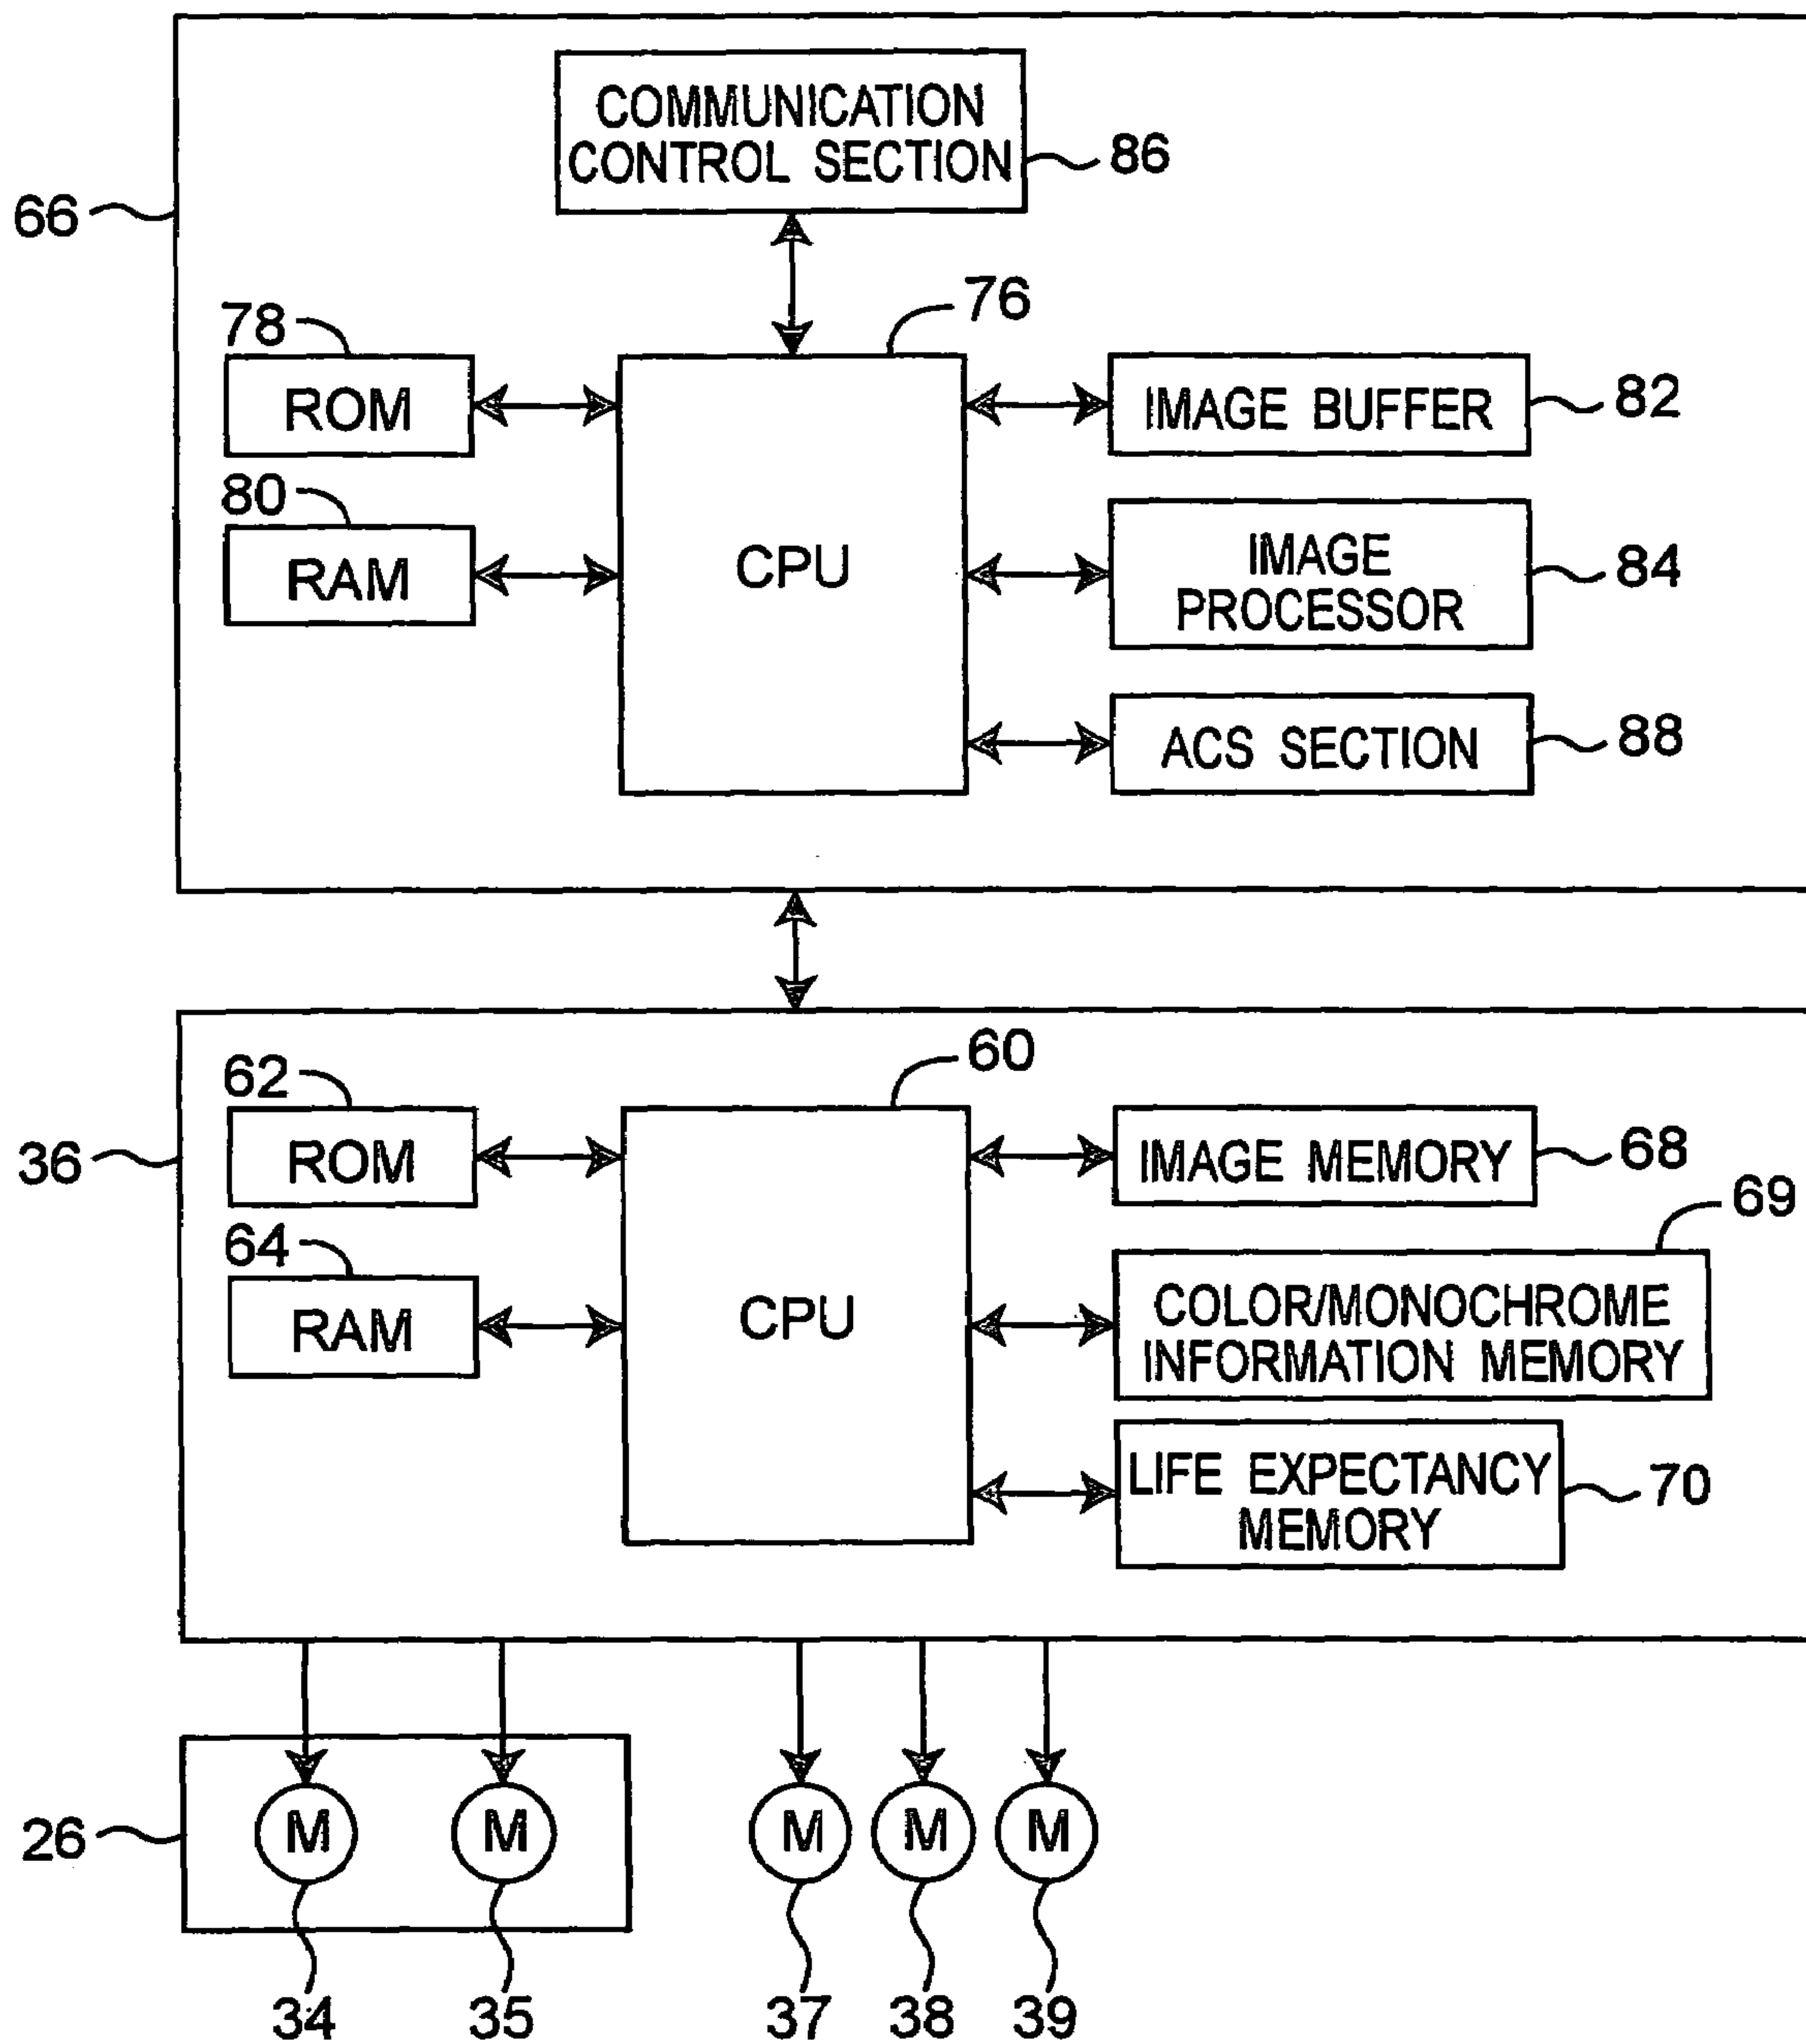 COMMUNICATION
CONTROL SECTION
86
66
76
78
ROM
IMAGE BUFFER
82
80
RAM
CPU
IMAGE
PROCESSOR
84
ACS SECTION
88
60
62
36
ROM
IMAGE MEMORY
68
69
64
RAM
CPU
COLOR/MONOCHROME
INFORMATION MEMORY
LIFE EXPECTANCY
MEMORY
70
26
M
M
M
M
M
34
35
37
38
39